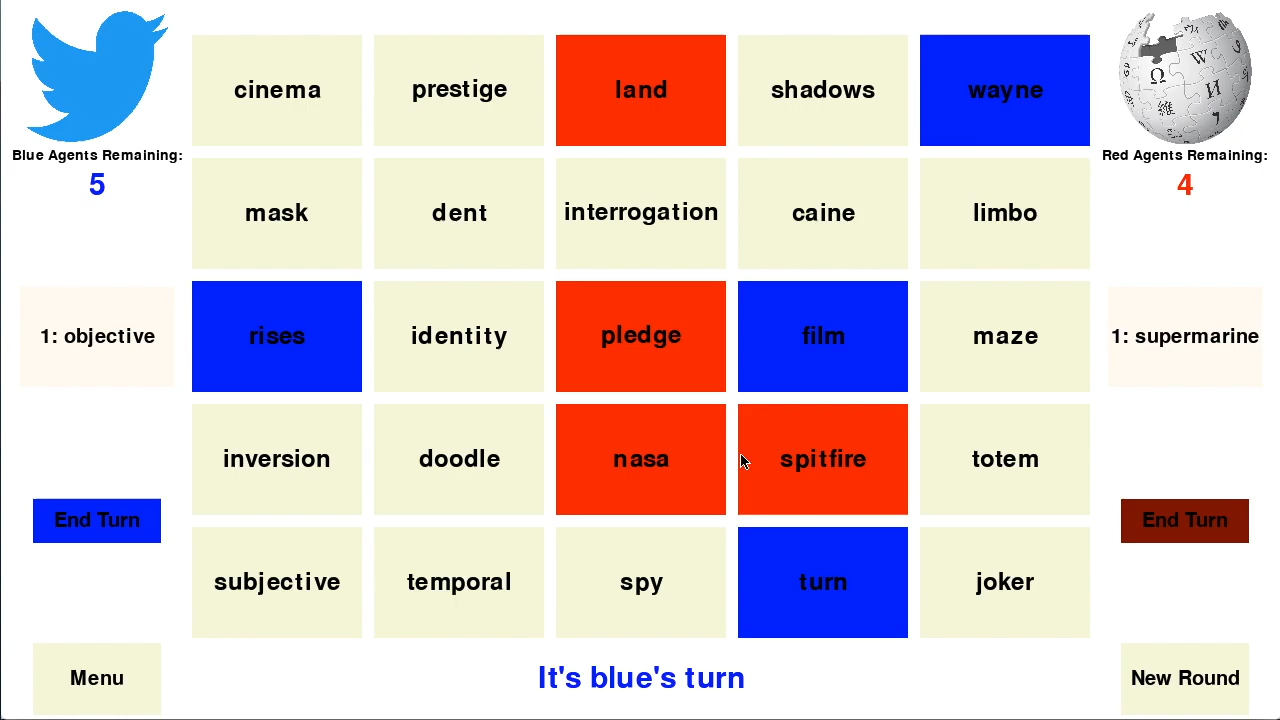 cinema
prestige
land
shadows
wayne
Blue Agents Remaining:
5
Red Agents Remaining:
4
mask
dent
interrogation
caine
limbo
1: objective
rises
identity
pledge
film
maze
1: supermarine
inversion
doodle
nasa
spitfire
totem
End Turn
End Turn
subjective
temporal
spy
turn
joker
Menu
It's blue's turn
New Round